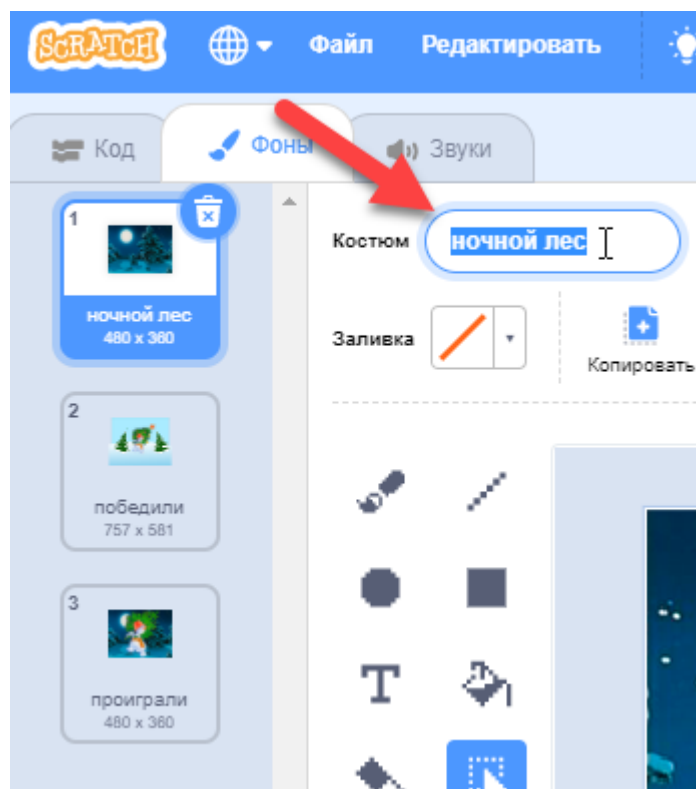 SCRATCH Файл Редактировать
Код Фоны Звуки
1
ночной лес
480 x 360
Костюм ночной лес
Заливка
Копировать
2
победили
757 x 581
3
проиграли
480 x 360
T